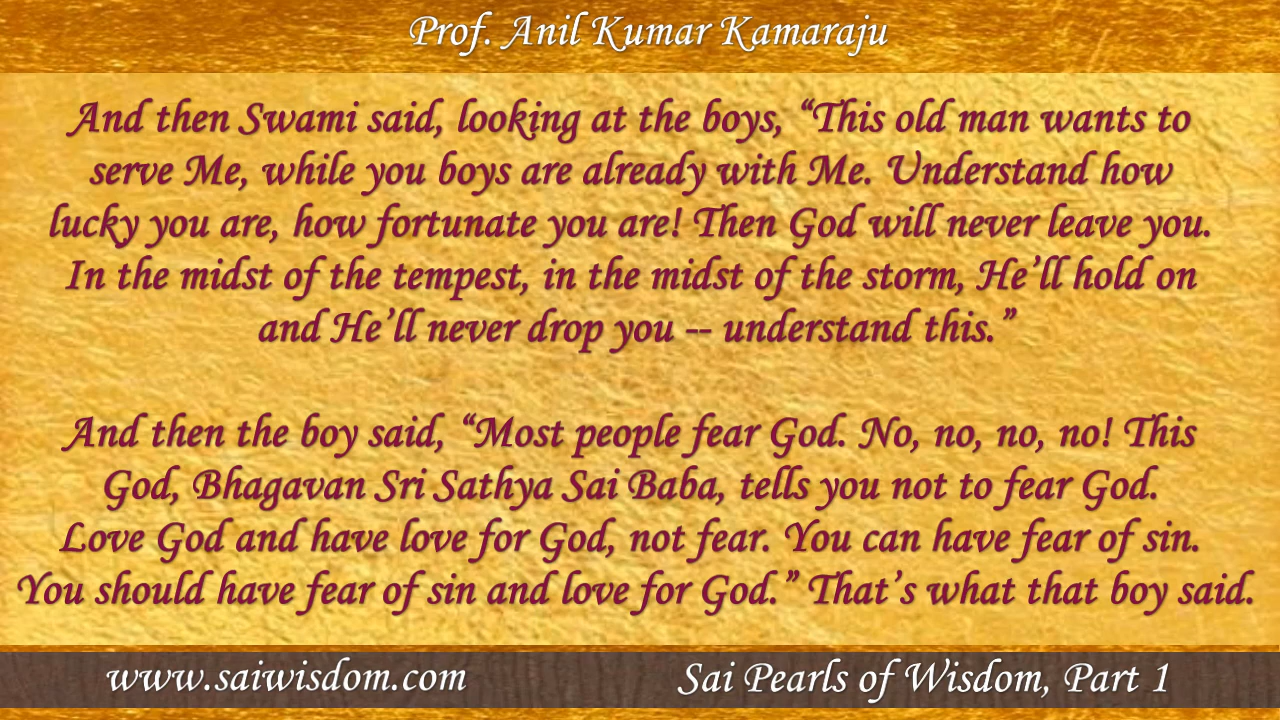 Prof. Anil Kumar Kamaraju
And then Swami said, looking at the boys, “This old man wants to
serve Me, while you boys are already with Me. Understand how
lucky you are, how fortunate you are! Then God will never leave you.
In the midst of the tempest, in the midst of the storm, He’ll hold on
and He’ll never drop you -- understand this.”
And then the boy said, “Most people fear God. No, no, no, no! This
God, Bhagavan Sri Sathya Sai Baba, tells you not to fear God.
Love God and have love for God, not fear. You can have fear of sin.
You should have fear of sin and love for God.” That’s what that boy said.
www.saiwisdom.com Sai Pearls of Wisdom, Part 1